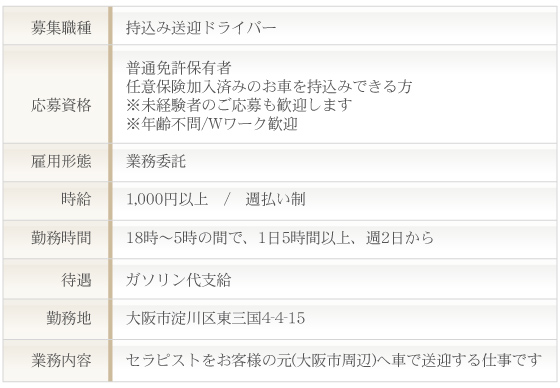 募集職種 持込み送迎ドライバー
応募資格 普通免許保有者
任意保険加入済みのお車を持込みできる方
※未経験者のご応募も歓迎します
※年齢不問/Wワーク歓迎
雇用形態 業務委託
時給 1,000円以上　/　週払い制
勤務時間 18時〜5時の間で、1日5時間以上、週2日から
待遇 ガソリン代支給
勤務地 大阪市淀川区東三国4-4-15
業務内容 セラピストをお客様の元(大阪市周辺)へ車で送迎する仕事です